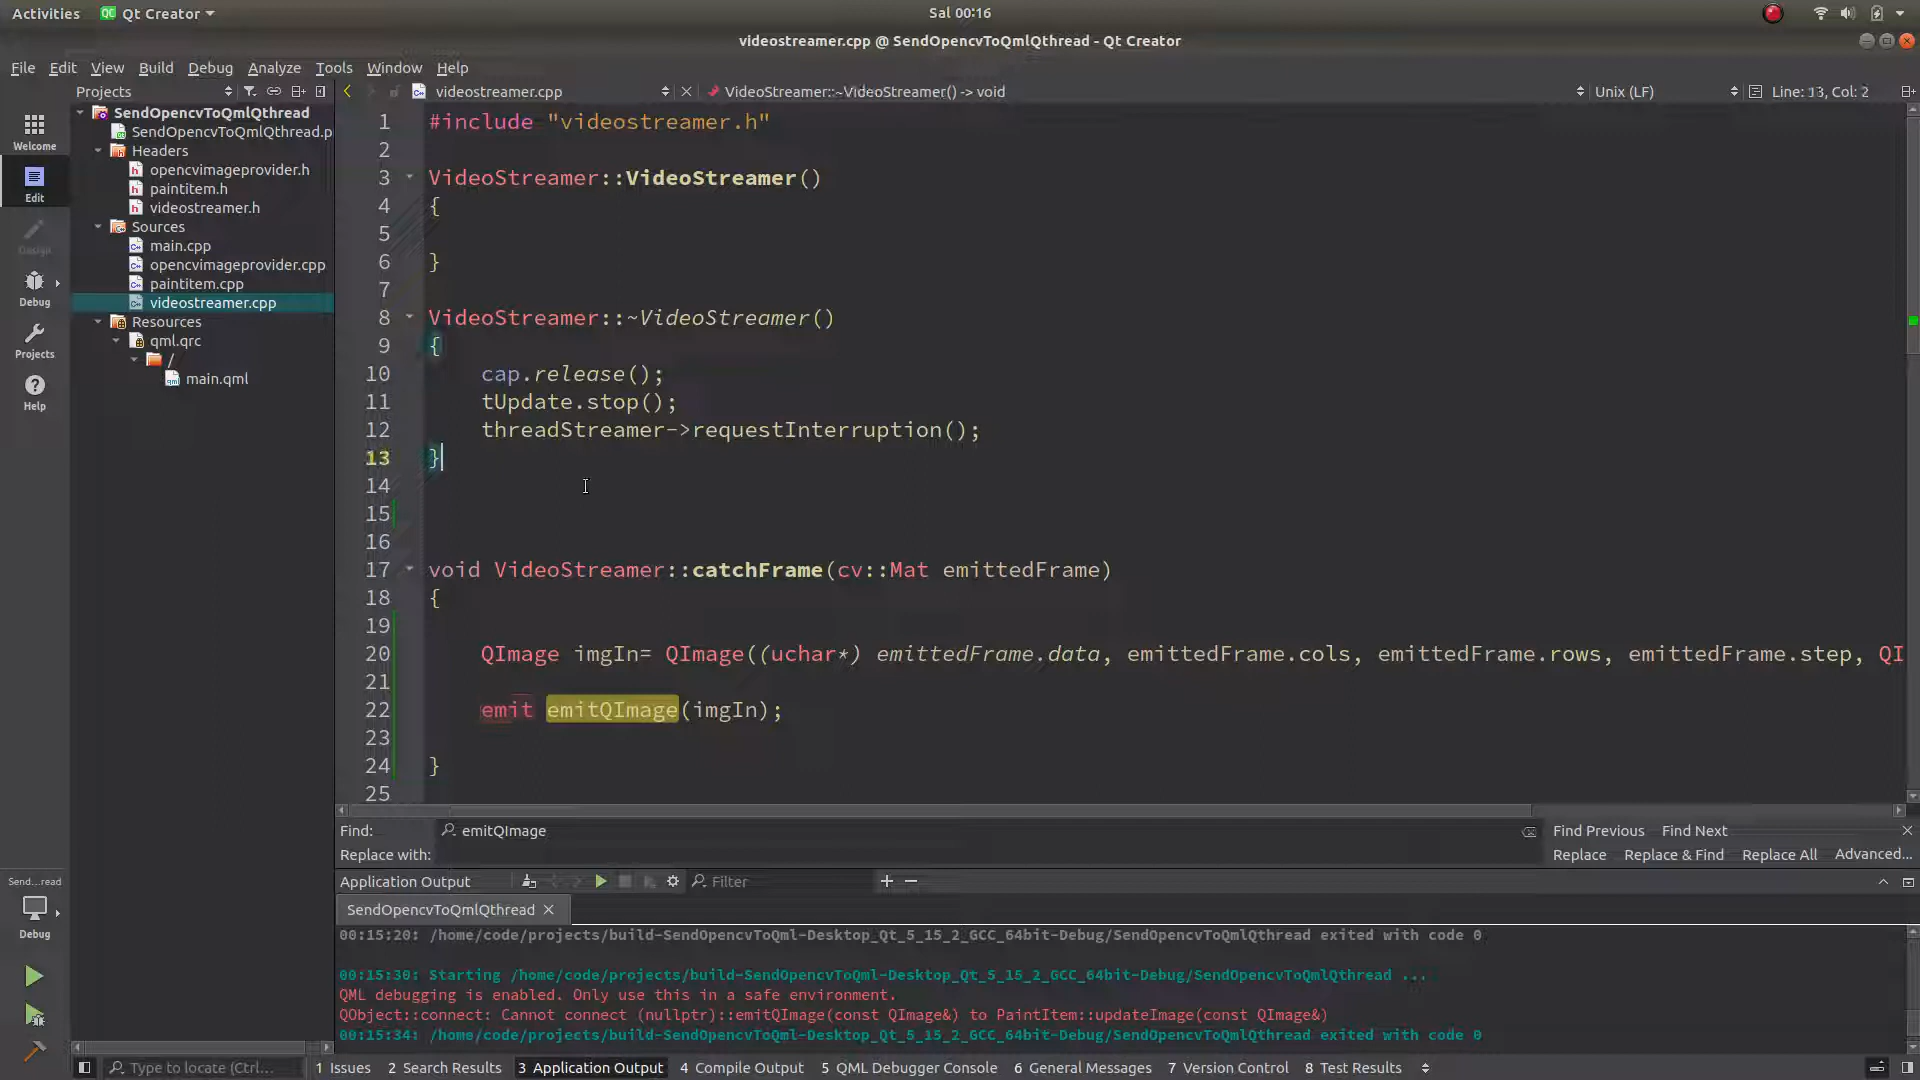 Activities Qt Creator Sal 00:16
videostreamer.cpp @ SendOpencvToQmlQthread - Qt Creator
File Edit View Build Debug Analyze Tools Window Help
Projects videostreamer.cpp VideoStreamer::~VideoStreamer() -> void Unix (LF) Line: 13, Col: 2
Welcome
Edit
Design
Debug
Projects
Help
SendOpencvToQmlQthread
SendOpencvToQmlQthread.p
Headers
opencvimageprovider.h
paintitem.h
videostreamer.h
Sources
main.cpp
opencvimageprovider.cpp
paintitem.cpp
videostreamer.cpp
Resources
qml.qrc
/
main.qml
1 #include "videostreamer.h"
2
3 VideoStreamer::VideoStreamer()
4 {
5
6 }
7
8 VideoStreamer::~VideoStreamer()
9 {
10 cap.release();
11 tUpdate.stop();
12 threadStreamer->requestInterruption();
13 }
14
15
16
17 void VideoStreamer::catchFrame(cv::Mat emittedFrame)
18 {
19
20 QImage imgIn= QImage((uchar*) emittedFrame.data, emittedFrame.cols, emittedFrame.rows, emittedFrame.step, QI
21
22 emit emitQImage(imgIn);
23
24 }
25
Find: emitQImage Find Previous Find Next
Replace with: Replace Replace & Find Replace All Advanced...
Send...read
Debug
Application Output Filter
SendOpencvToQmlQthread
00:15:20: /home/code/projects/build-SendOpencvToQml-Desktop_Qt_5_15_2_GCC_64bit-Debug/SendOpencvToQmlQthread exited with code 0
00:15:30: Starting /home/code/projects/build-SendOpencvToQml-Desktop_Qt_5_15_2_GCC_64bit-Debug/SendOpencvToQmlQthread ...
QML debugging is enabled. Only use this in a safe environment.
QObject::connect: Cannot connect (nullptr)::emitQImage(const QImage&) to PaintItem::updateImage(const QImage&)
00:15:34: /home/code/projects/build-SendOpencvToQml-Desktop_Qt_5_15_2_GCC_64bit-Debug/SendOpencvToQmlQthread exited with code 0
Type to locate (Ctrl... 1 Issues 2 Search Results 3 Application Output 4 Compile Output 5 QML Debugger Console 6 General Messages 7 Version Control 8 Test Results